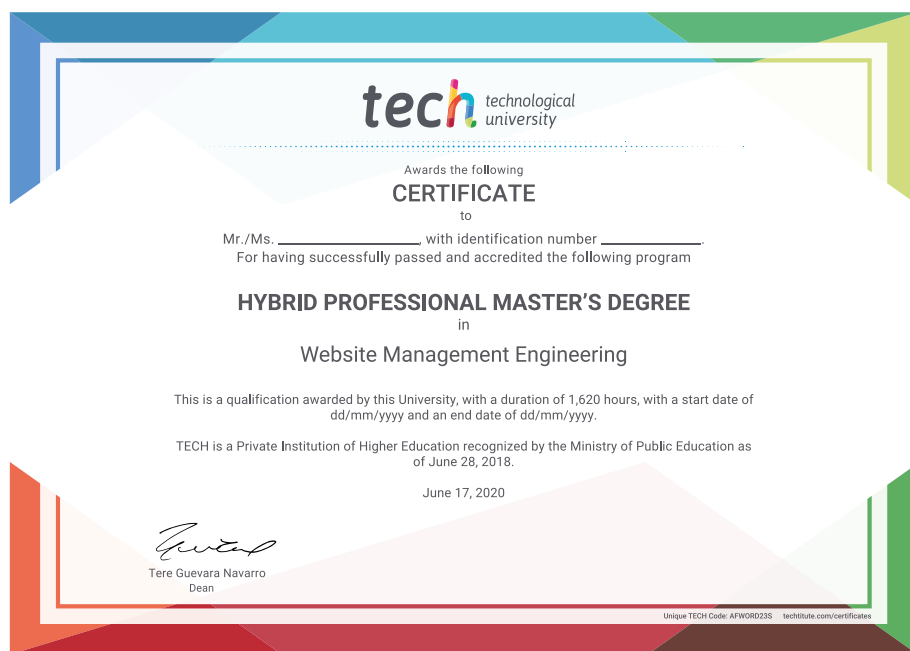 tech technological
university
Awards the following
CERTIFICATE
to
Mr./Ms. ____________________, with identification number ______________.
For having successfully passed and accredited the following program
HYBRID PROFESSIONAL MASTER'S DEGREE
in
Website Management Engineering
This is a qualification awarded by this University, with a duration of 1,620 hours, with a start date of
dd/mm/yyyy and an end date of dd/mm/yyyy.
TECH is a Private Institution of Higher Education recognized by the Ministry of Public Education as
of June 28, 2018.
June 17, 2020
Tere Guevara Navarro
Dean
Unique TECH Code: AFWORD23S techtitute.com/certificates